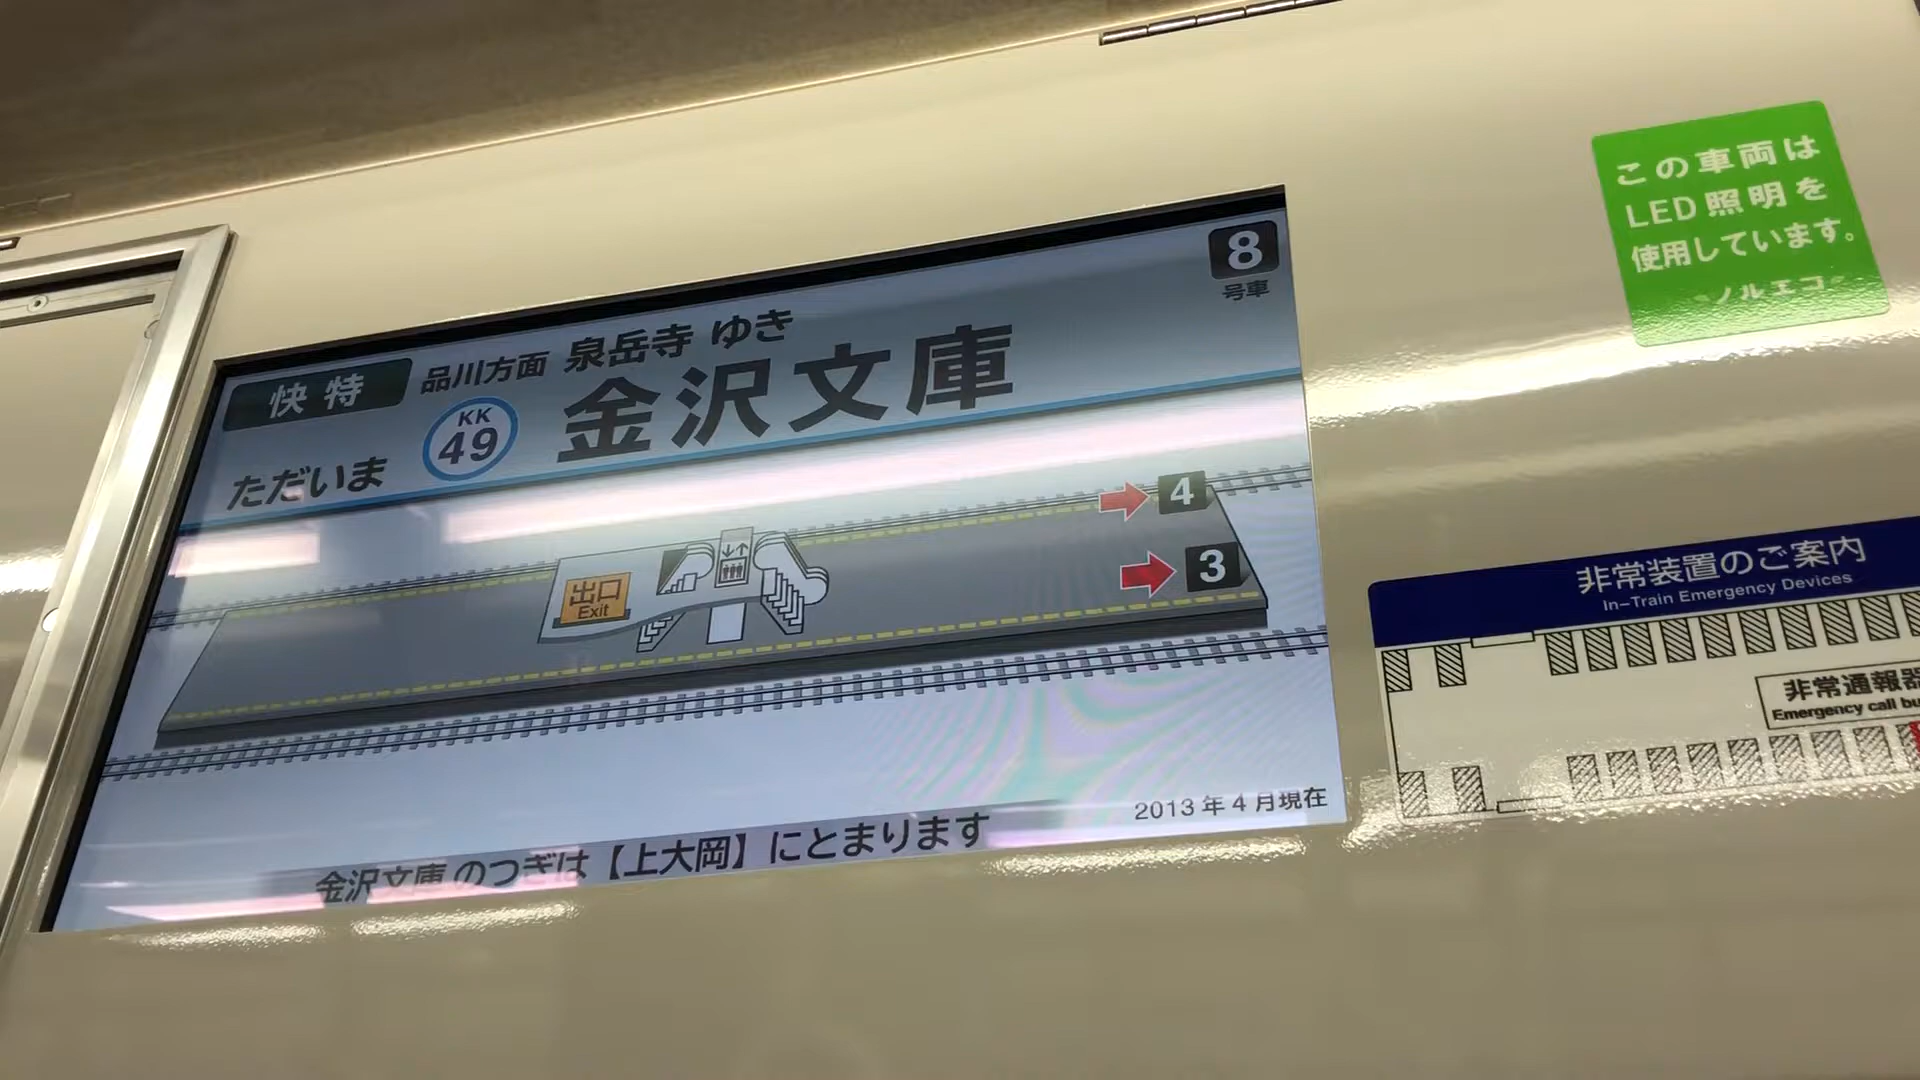 8
号車
快特 品川方面 泉岳寺 ゆき
ただいま KK 49 金沢文庫
4
3
出口
Exit
2013年4月現在
金沢文庫 のつぎは【上大岡】にとまります
この車両は
LED照明を
使用しています。
ノルエコ
非常装置のご案内
In-Train Emergency Devices
非常通報器
Emergency call